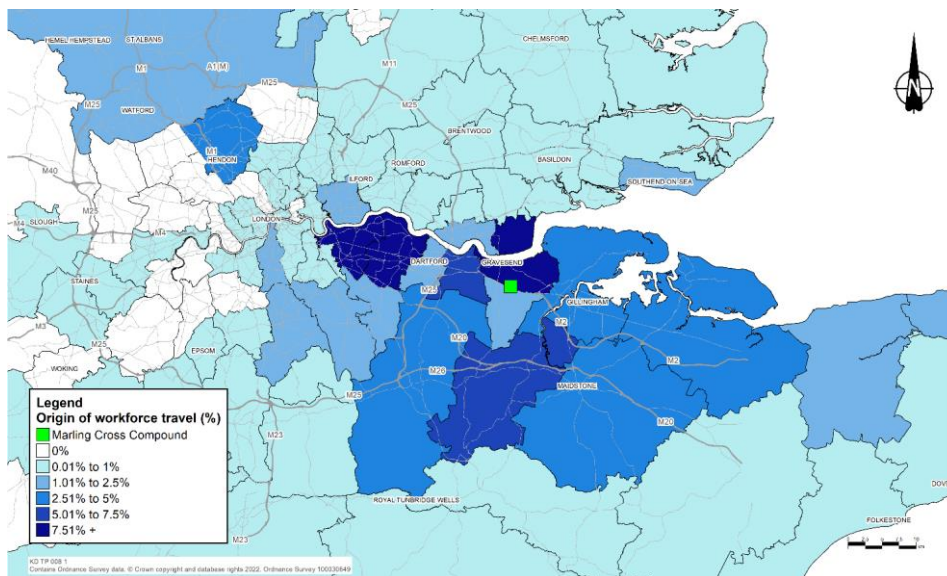 HEMEL HEMPSTEAD
ST ALBANS
CHELMSFORD
M1
A1(M)
M11
M25
M25
M25
WATFORD
BRENTWOOD
M1
HENDON
ROMFORD
BASILDON
M40
ILFORD
SOUTHEND-ON-SEA
M25
SLOUGH
M4
M4
LONDON
DARTFORD
GRAVESEND
STAINES
M25
GILLINGHAM
M2
M3
M20
M25
EPSOM
M2
WOKING
M26
MAIDSTONE
M25
M20
M23
ROYAL TUNBRIDGE WELLS
DOV
FOLKESTONE
M23
N
Legend
Origin of workforce travel (%)
Marling Cross Compound
0%
0.01% to 1%
1.01% to 2.5%
2.51% to 5%
5.01% to 7.5%
7.51% +
KD TP 008 1
Contains Ordnance Survey data. © Crown copyright and database rights 2022. Ordnance Survey 100030649